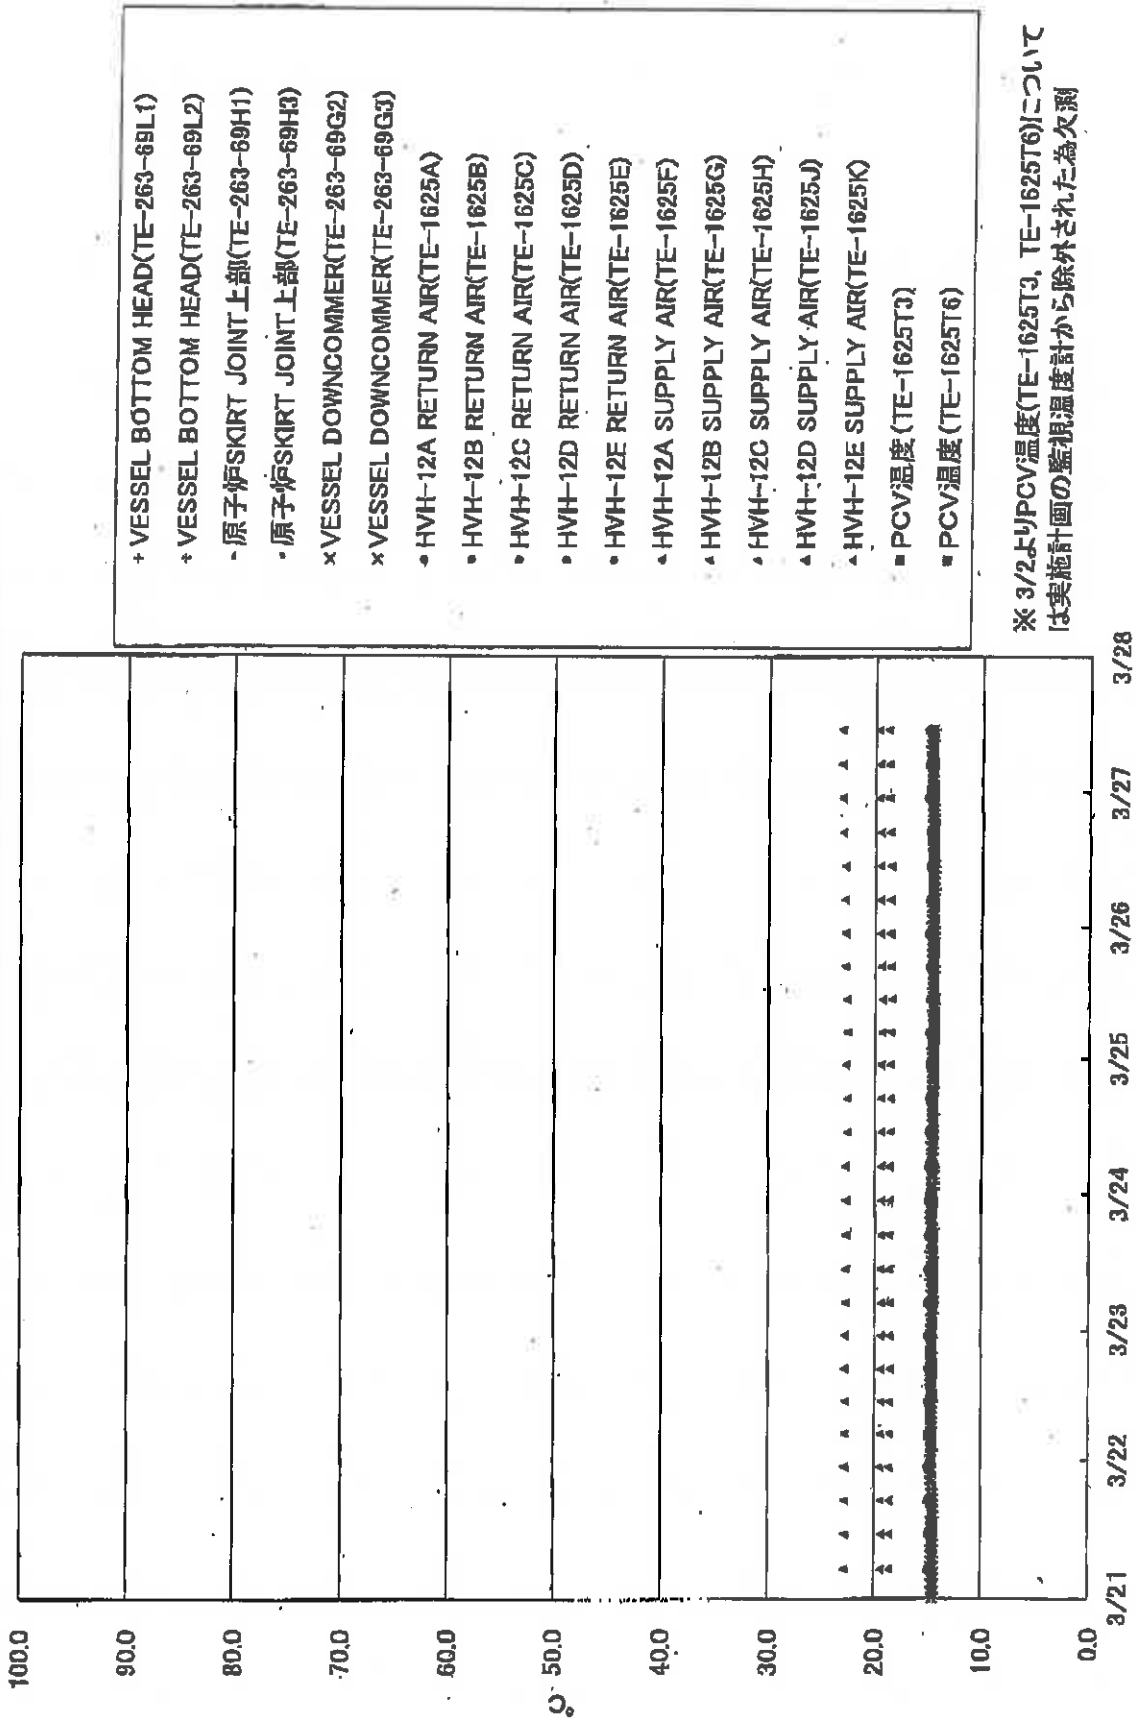 100.0
90.0
80.0
70.0
60.0
50.0
40.0
30.0
20.0
10.0
0.0
℃
3/21
3/22
3/23
3/24
3/25
3/26
3/27
3/28
+ VESSEL BOTTOM HEAD(TE-263-69L1)
+ VESSEL BOTTOM HEAD(TE-263-69L2)
- 原子炉SKIRT JOINT上部(TE-263-69H1)
- 原子炉SKIRT JOINT上部(TE-263-69H3)
× VESSEL DOWNCOMMER(TE-263-69G2)
× VESSEL DOWNCOMMER(TE-263-69G3)
● HVH-12A RETURN AIR(TE-1625A)
● HVH-12B RETURN AIR(TE-1625B)
● HVH-12C RETURN AIR(TE-1625C)
● HVH-12D RETURN AIR(TE-1625D)
● HVH-12E RETURN AIR(TE-1625E)
▲ HVH-12A SUPPLY AIR(TE-1625F)
▲ HVH-12B SUPPLY AIR(TE-1625G)
▲ HVH-12C SUPPLY AIR(TE-1625H)
▲ HVH-12D SUPPLY AIR(TE-1625J)
▲ HVH-12E SUPPLY AIR(TE-1625K)
■ PCV温度(TE-1625T3)
■ PCV温度(TE-1625T6)
※ 3/2よりPCV温度(TE-1625T3, TE-1625T6)について
は実施計画の監視温度計から除外された為欠測